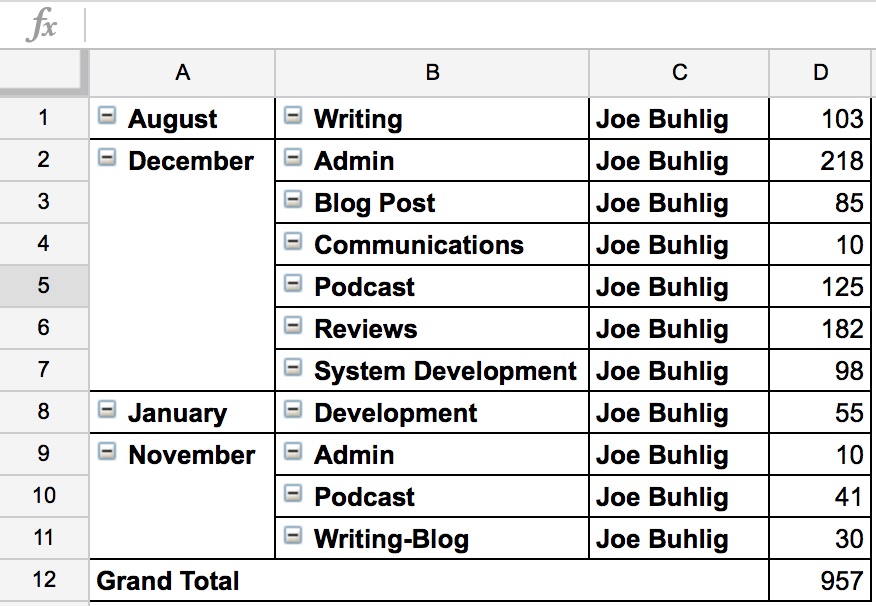 fx
A B C D
1 August Writing Joe Buhlig 103
2 December Admin Joe Buhlig 218
3 Blog Post Joe Buhlig 85
4 Communications Joe Buhlig 10
5 Podcast Joe Buhlig 125
6 Reviews Joe Buhlig 182
7 System Development Joe Buhlig 98
8 January Development Joe Buhlig 55
9 November Admin Joe Buhlig 10
10 Podcast Joe Buhlig 41
11 Writing-Blog Joe Buhlig 30
12 Grand Total 957